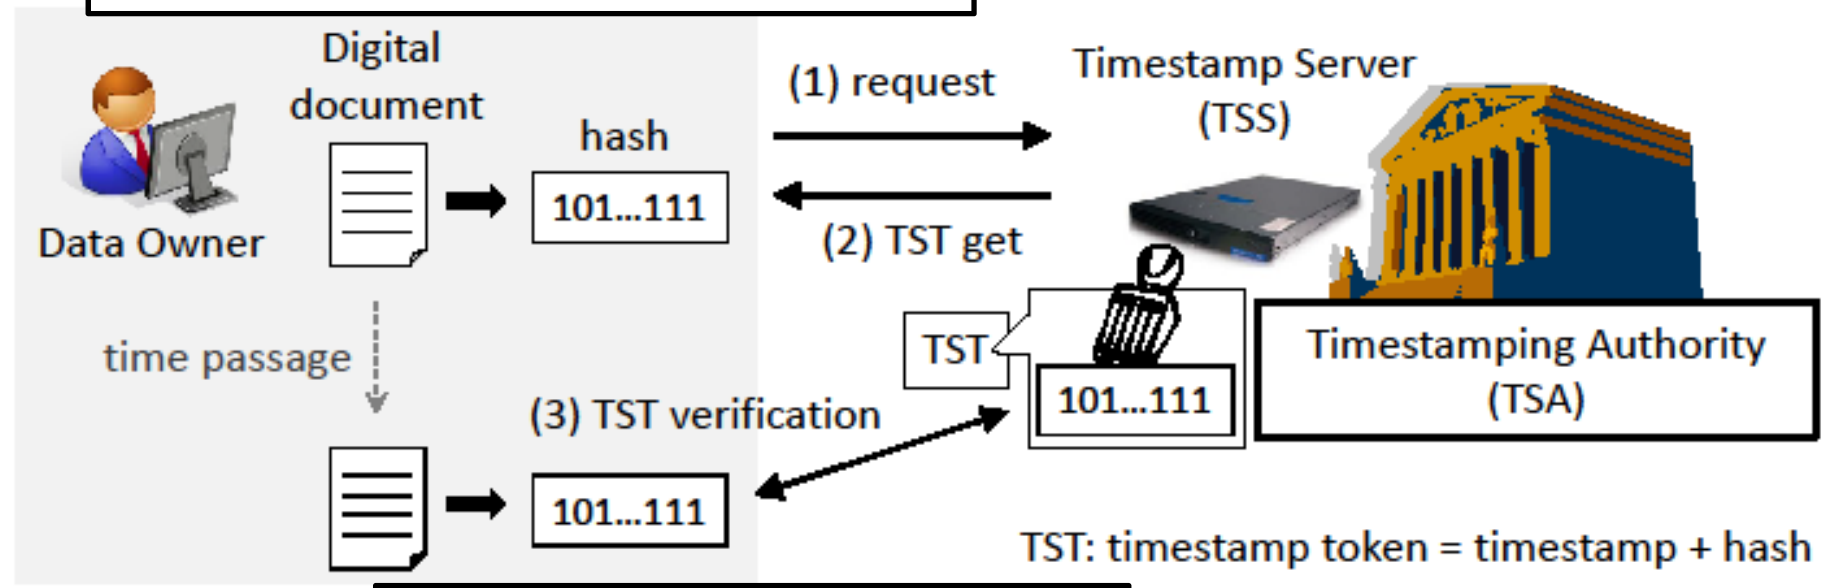 Digital
document
hash
101...111
Data Owner
(1) request
(2) TST get
Timestamp Server
(TSS)
TST
101...111
Timestamping Authority
(TSA)
time passage
(3) TST verification
101...111
TST: timestamp token = timestamp + hash